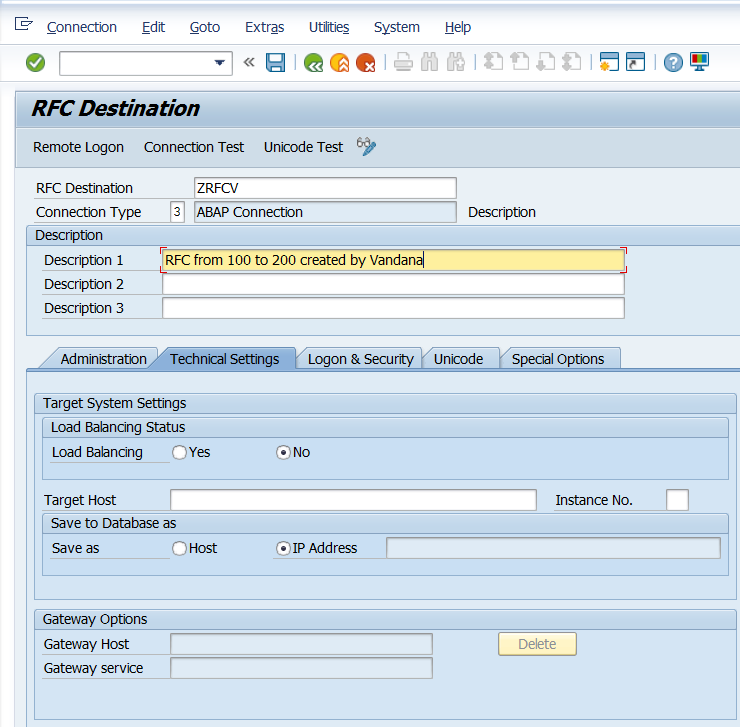 Connection Edit Goto Extras Utilities System Help
RFC Destination
Remote Logon Connection Test Unicode Test
RFC Destination ZRFCV
Connection Type 3 ABAP Connection Description
Description
Description 1 RFC from 100 to 200 created by Vandana
Description 2
Description 3
Administration Technical Settings Logon & Security Unicode Special Options
Target System Settings
Load Balancing Status
Load Balancing Yes No
Target Host Instance No.
Save to Database as
Save as Host IP Address
Gateway Options
Gateway Host Delete
Gateway service